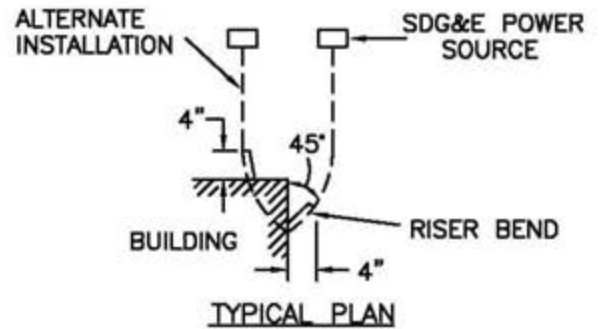 ALTERNATE
INSTALLATION
SDG&E POWER
SOURCE
4"
45°
BUILDING
RISER BEND
4"
TYPICAL PLAN